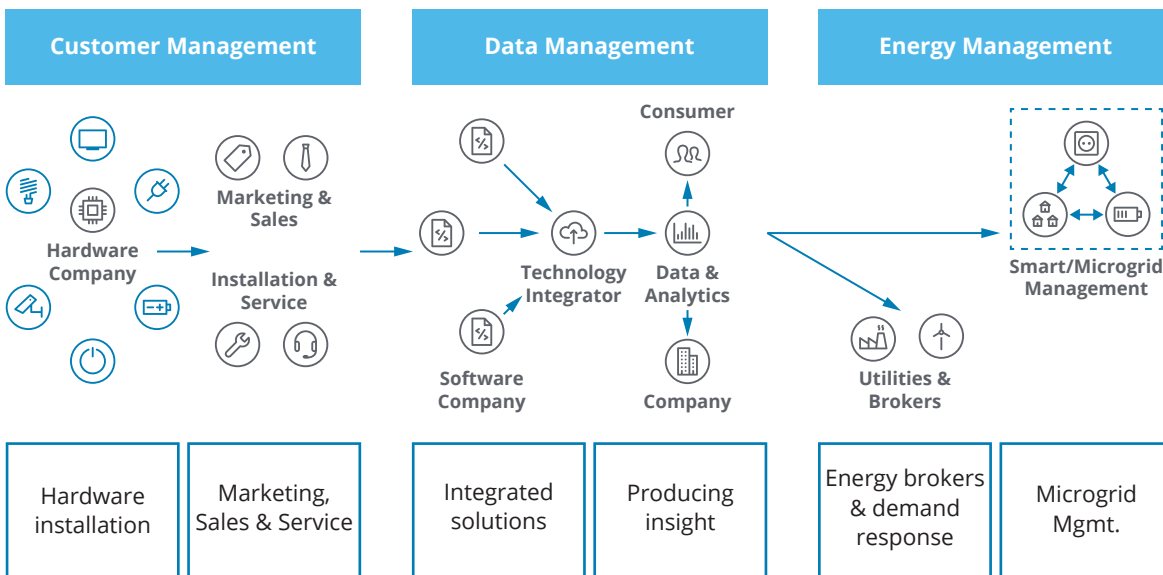 Customer Management
Data Management
Energy Management
Hardware
Company
Marketing &
Sales
Installation &
Service
Consumer
Technology
Integrator
Data &
Analytics
Software
Company
Company
Smart/Microgrid
Management
Utilities &
Brokers
Hardware
installation
Marketing,
Sales & Service
Integrated
solutions
Producing
insight
Energy brokers
& demand
response
Microgrid
Mgmt.